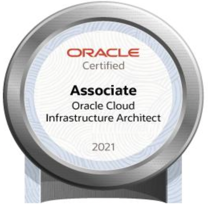 ORACLE
Certified
Associate
Oracle Cloud
Infrastructure Architect
2021